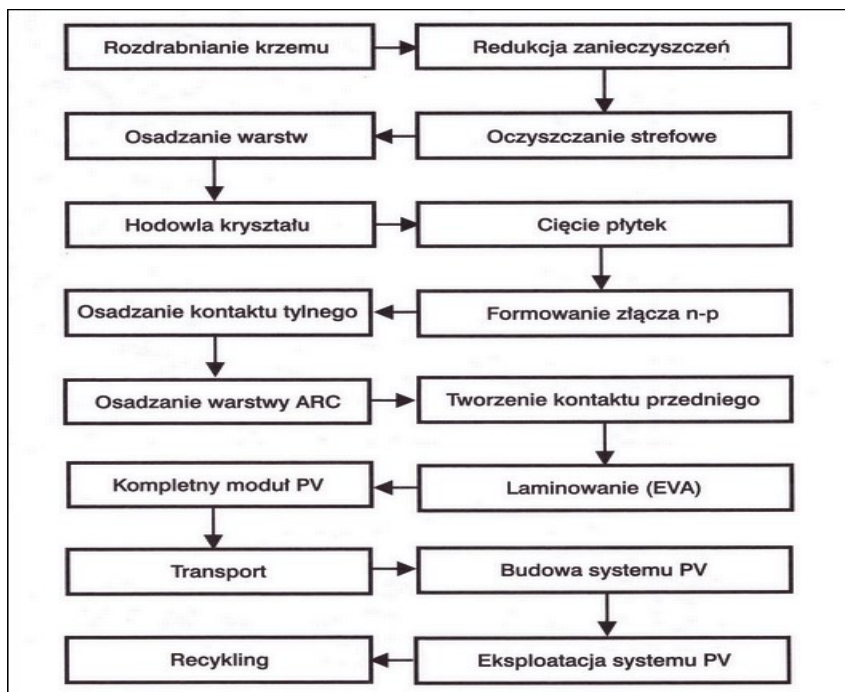 Rozdrabnianie krzemu
Redukcja zanieczyszczeń
Osadzanie warstw
Oczyszczanie strefowe
Hodowla kryształu
Cięcie płytek
Osadzanie kontaktu tylnego
Formowanie złącza n-p
Osadzanie warstwy ARC
Tworzenie kontaktu przedniego
Kompletny moduł PV
Laminowanie (EVA)
Transport
Budowa systemu PV
Recykling
Eksploatacja systemu PV